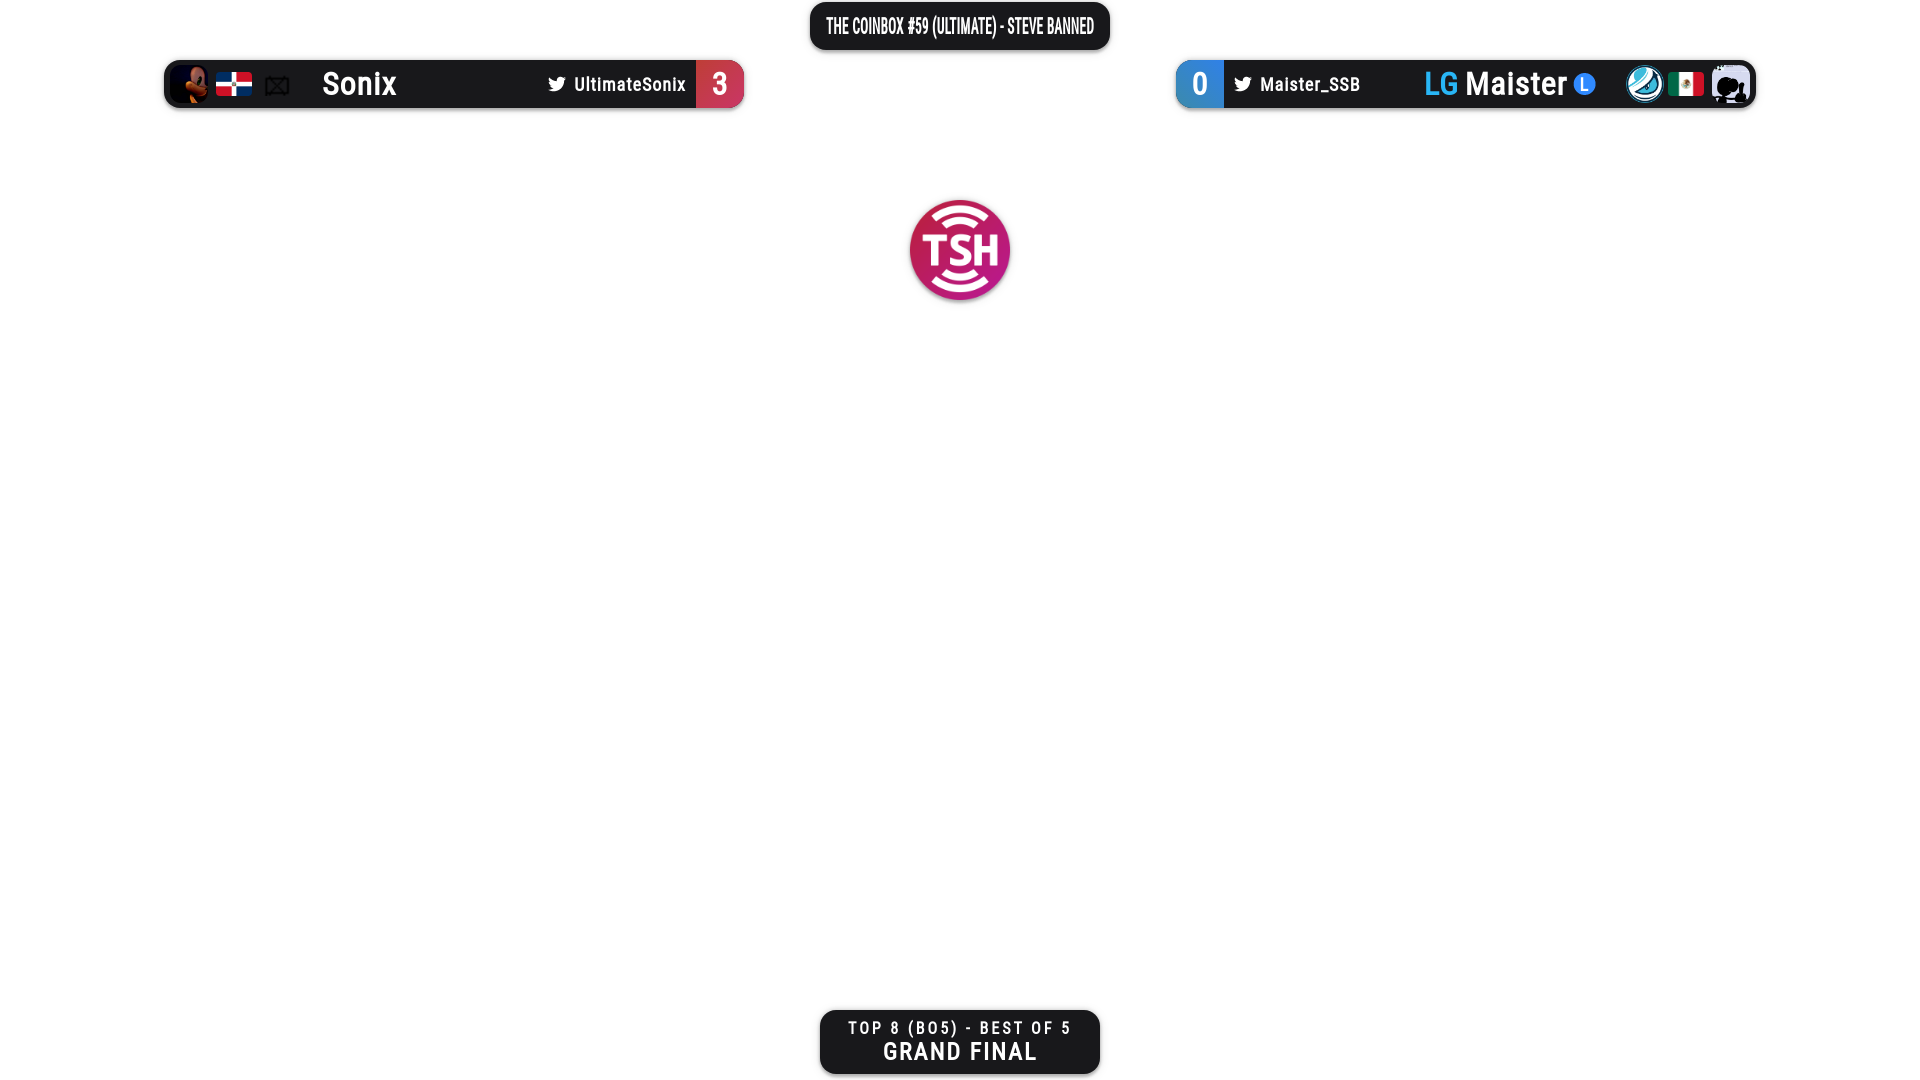 THE COINBOX #59 (ULTIMATE) - STEVE BANNED
Sonix UltimateSonix 3
0 Maister_SSB LG Maister L
TSH
TOP 8 (BO5) - BEST OF 5
GRAND FINAL